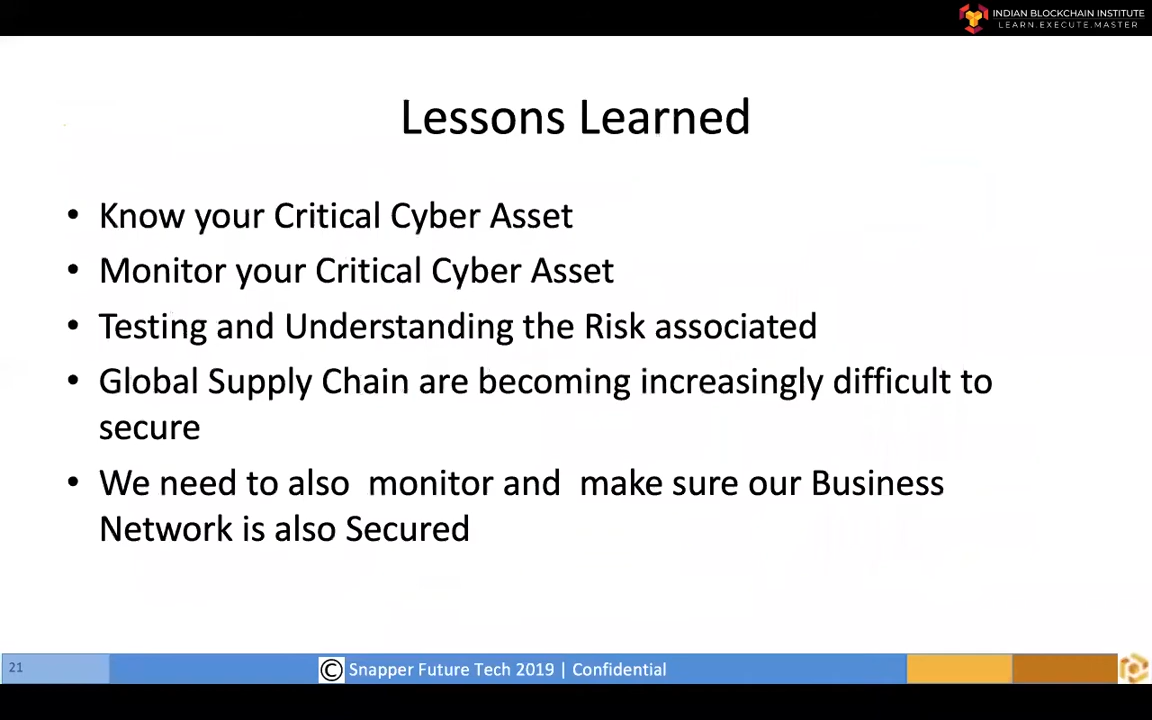 INDIAN BLOCKCHAIN INSTITUTE
LEARN.EXECUTE.MASTER
Lessons Learned
• Know your Critical Cyber Asset
• Monitor your Critical Cyber Asset
• Testing and Understanding the Risk associated
• Global Supply Chain are becoming increasingly difficult to
secure
• We need to also  monitor and  make sure our Business
Network is also Secured
21
© Snapper Future Tech 2019 | Confidential